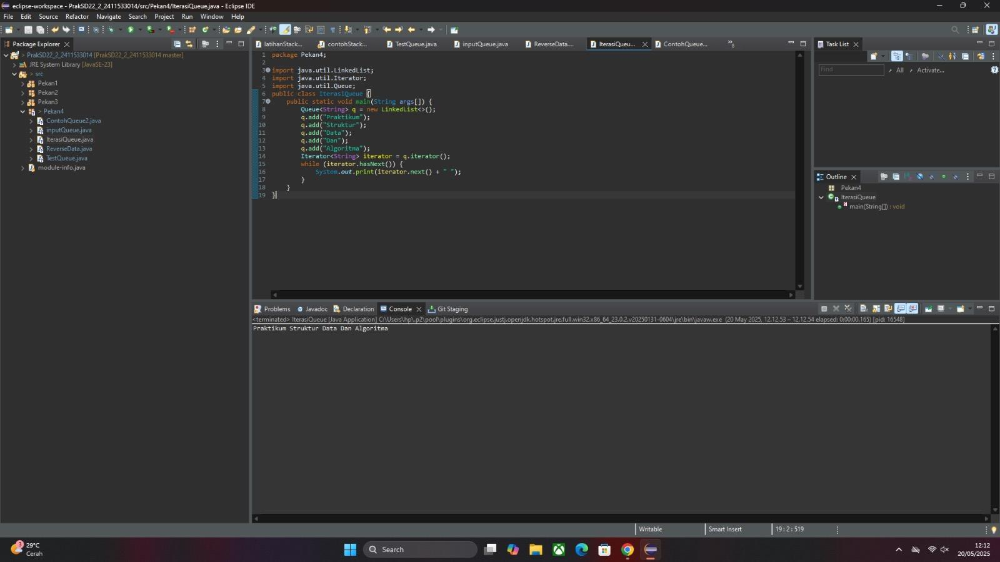 eclipse-workspace - PrakSD22_2_2411533014/src/Pekan4/IterasiQueue.java - Eclipse IDE
File Edit Source Refactor Navigate Search Project Run Window Help
Package Explorer
PrakSD22_2_2411533014 [PrakSD22_2_2411533014 master]
JRE System Library [JavaSE-23]
src
Pekan1
Pekan2
Pekan3
Pekan4
ContohQueue2.java
inputQueue.java
IterasiQueue.java
ReverseData.java
TestQueue.java
module-info.java
latihanStack... contohStack... TestQueue.java inputQueue.java ReverseData.... IterasiQueu... ContohQueue...
1 package Pekan4;
2
3 import java.util.LinkedList;
4 import java.util.Iterator;
5 import java.util.Queue;
6 public class IterasiQueue {
7 public static void main(String args[]) {
8 Queue<String> q = new LinkedList<>();
9 q.add("Praktikum");
10 q.add("Struktur");
11 q.add("Data");
12 q.add("Dan");
13 q.add("Algoritma");
14 Iterator<String> iterator = q.iterator();
15 while (iterator.hasNext()) {
16 System.out.print(iterator.next() + " ");
17 }
18 }
19 }
Task List
Find All Activate...
Outline
Pekan4
IterasiQueue
main(String[]) : void
Problems Javadoc Declaration Console Git Staging
<terminated> IterasiQueue [Java Application] C:\Users\hp\.p2\pool\plugins\org.eclipse.justj.openjdk.hotspot.jre.full.win32.x86_64_23.0.2.v20250131-0604\jre\bin\javaw.exe (20 May 2025, 12.12.53 – 12.12.54 elapsed: 0:00:00.165) [pid: 16548]
Praktikum Struktur Data Dan Algoritma
Writable Smart Insert 19 : 2 : 519
3
29°C
Cerah
Search
12:12
20/05/2025